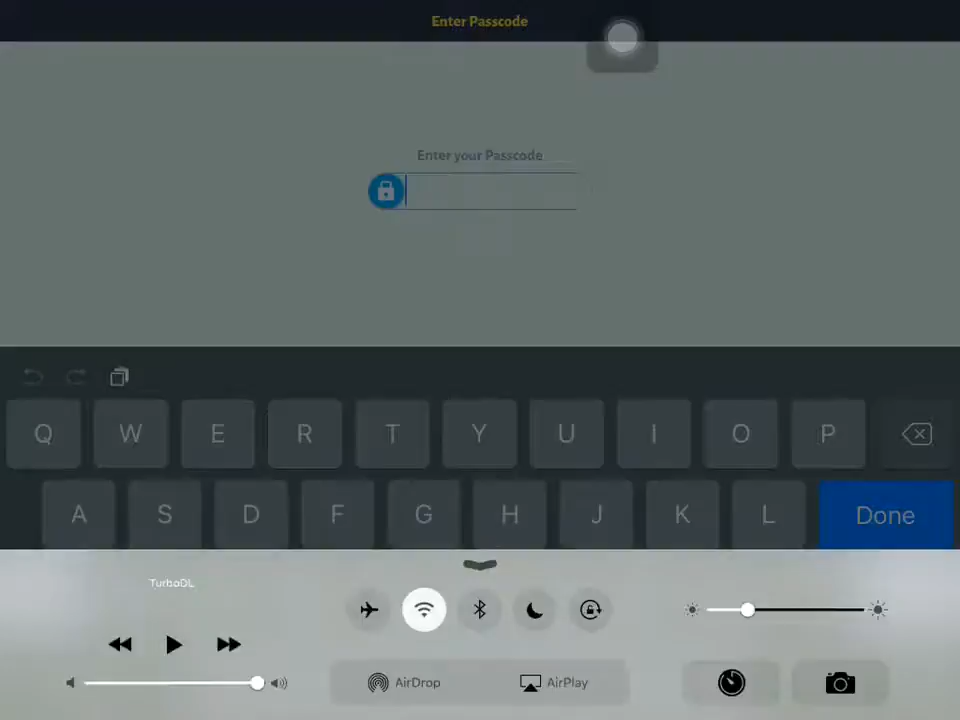 Enter Passcode
Enter your Passcode
Q W E R T Y U I O P
A S D F G H J K L Done
TurboDL
AirDrop AirPlay